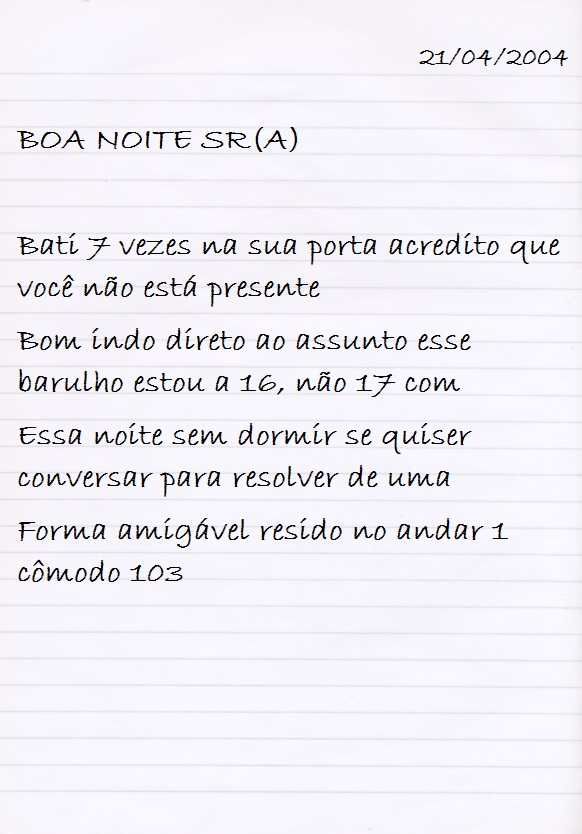 21/04/2004
BOA NOITE SR(A)
Bati 7 vezes na sua porta acredito que
você não está presente
Bom indo direto ao assunto esse
barulho estou a 16, não 17 com
Essa noite sem dormir se quiser
conversar para resolver de uma
Forma amigável resido no andar 1
cômodo 103